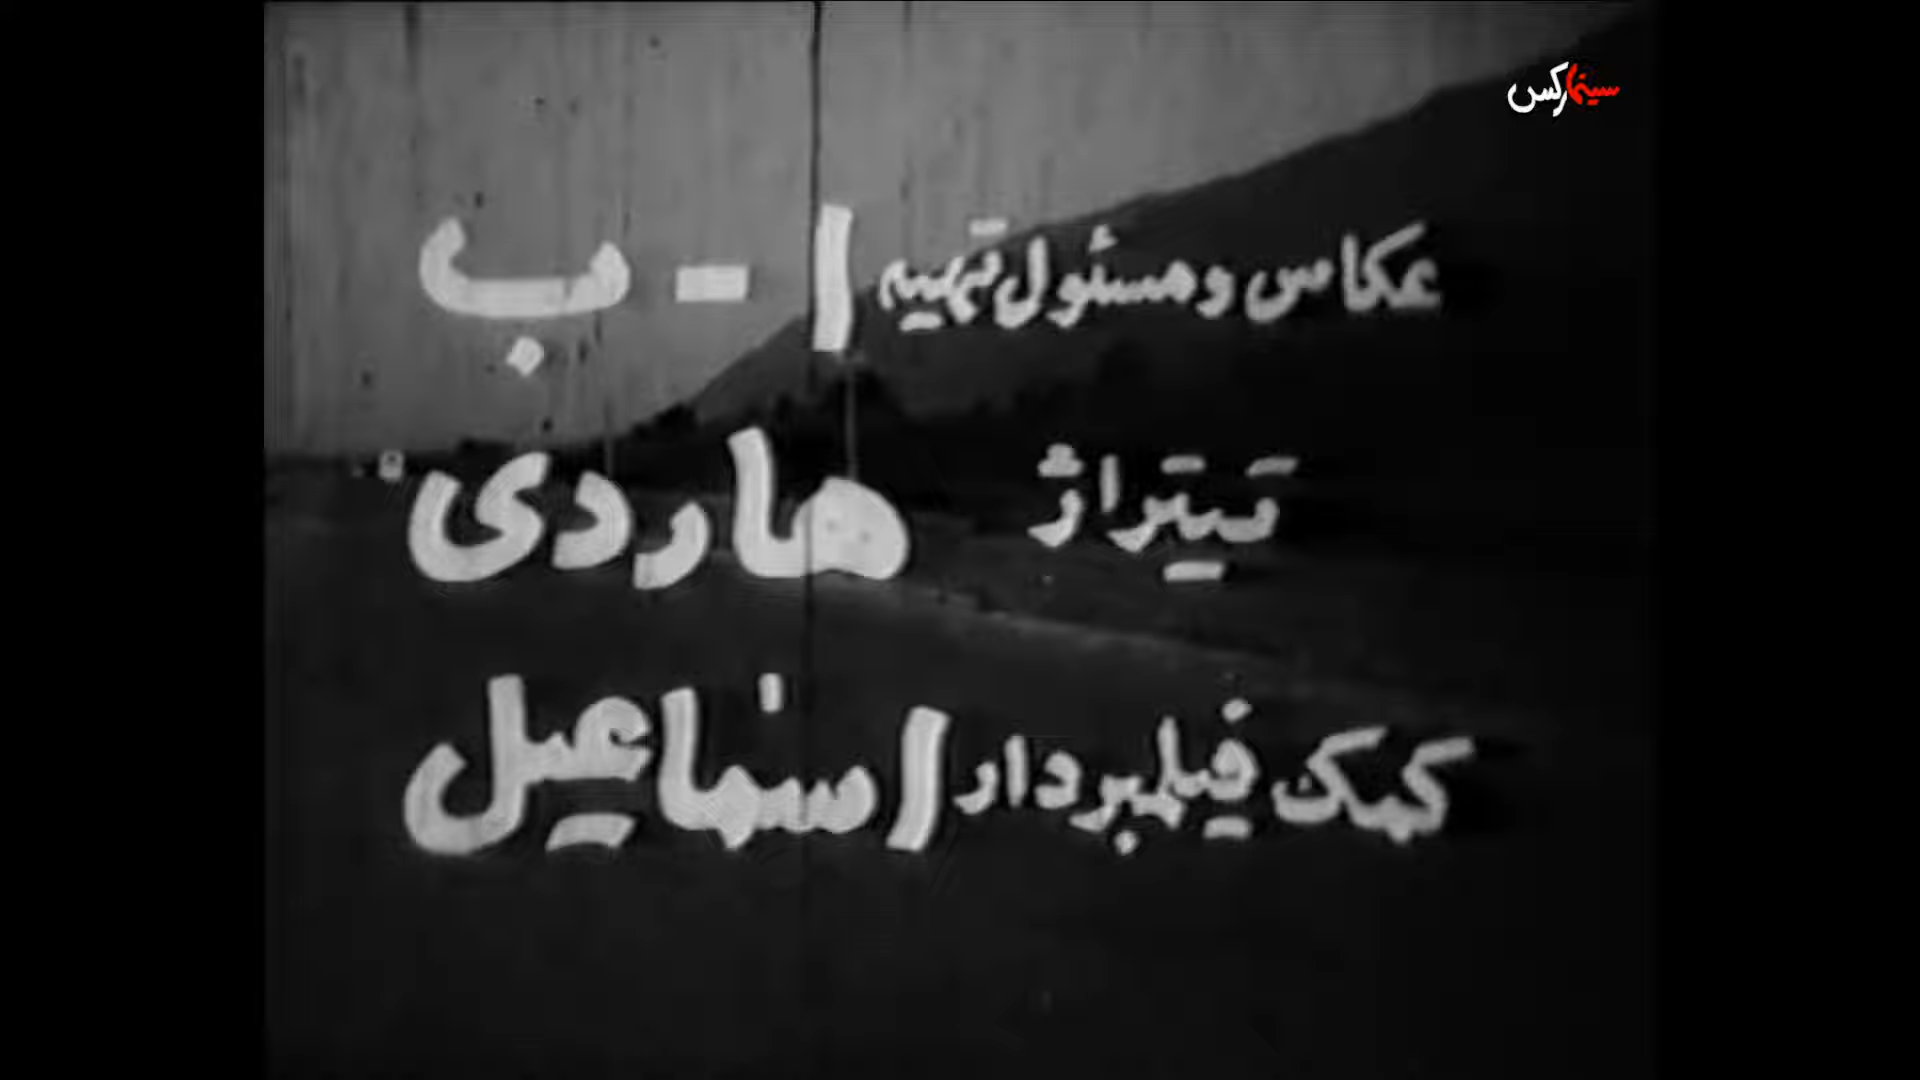 سینمارکس
عکاس و مسئول تهیه ا - ب
تیتراژ هاردی
کمک فیلمبردار اسماعیل